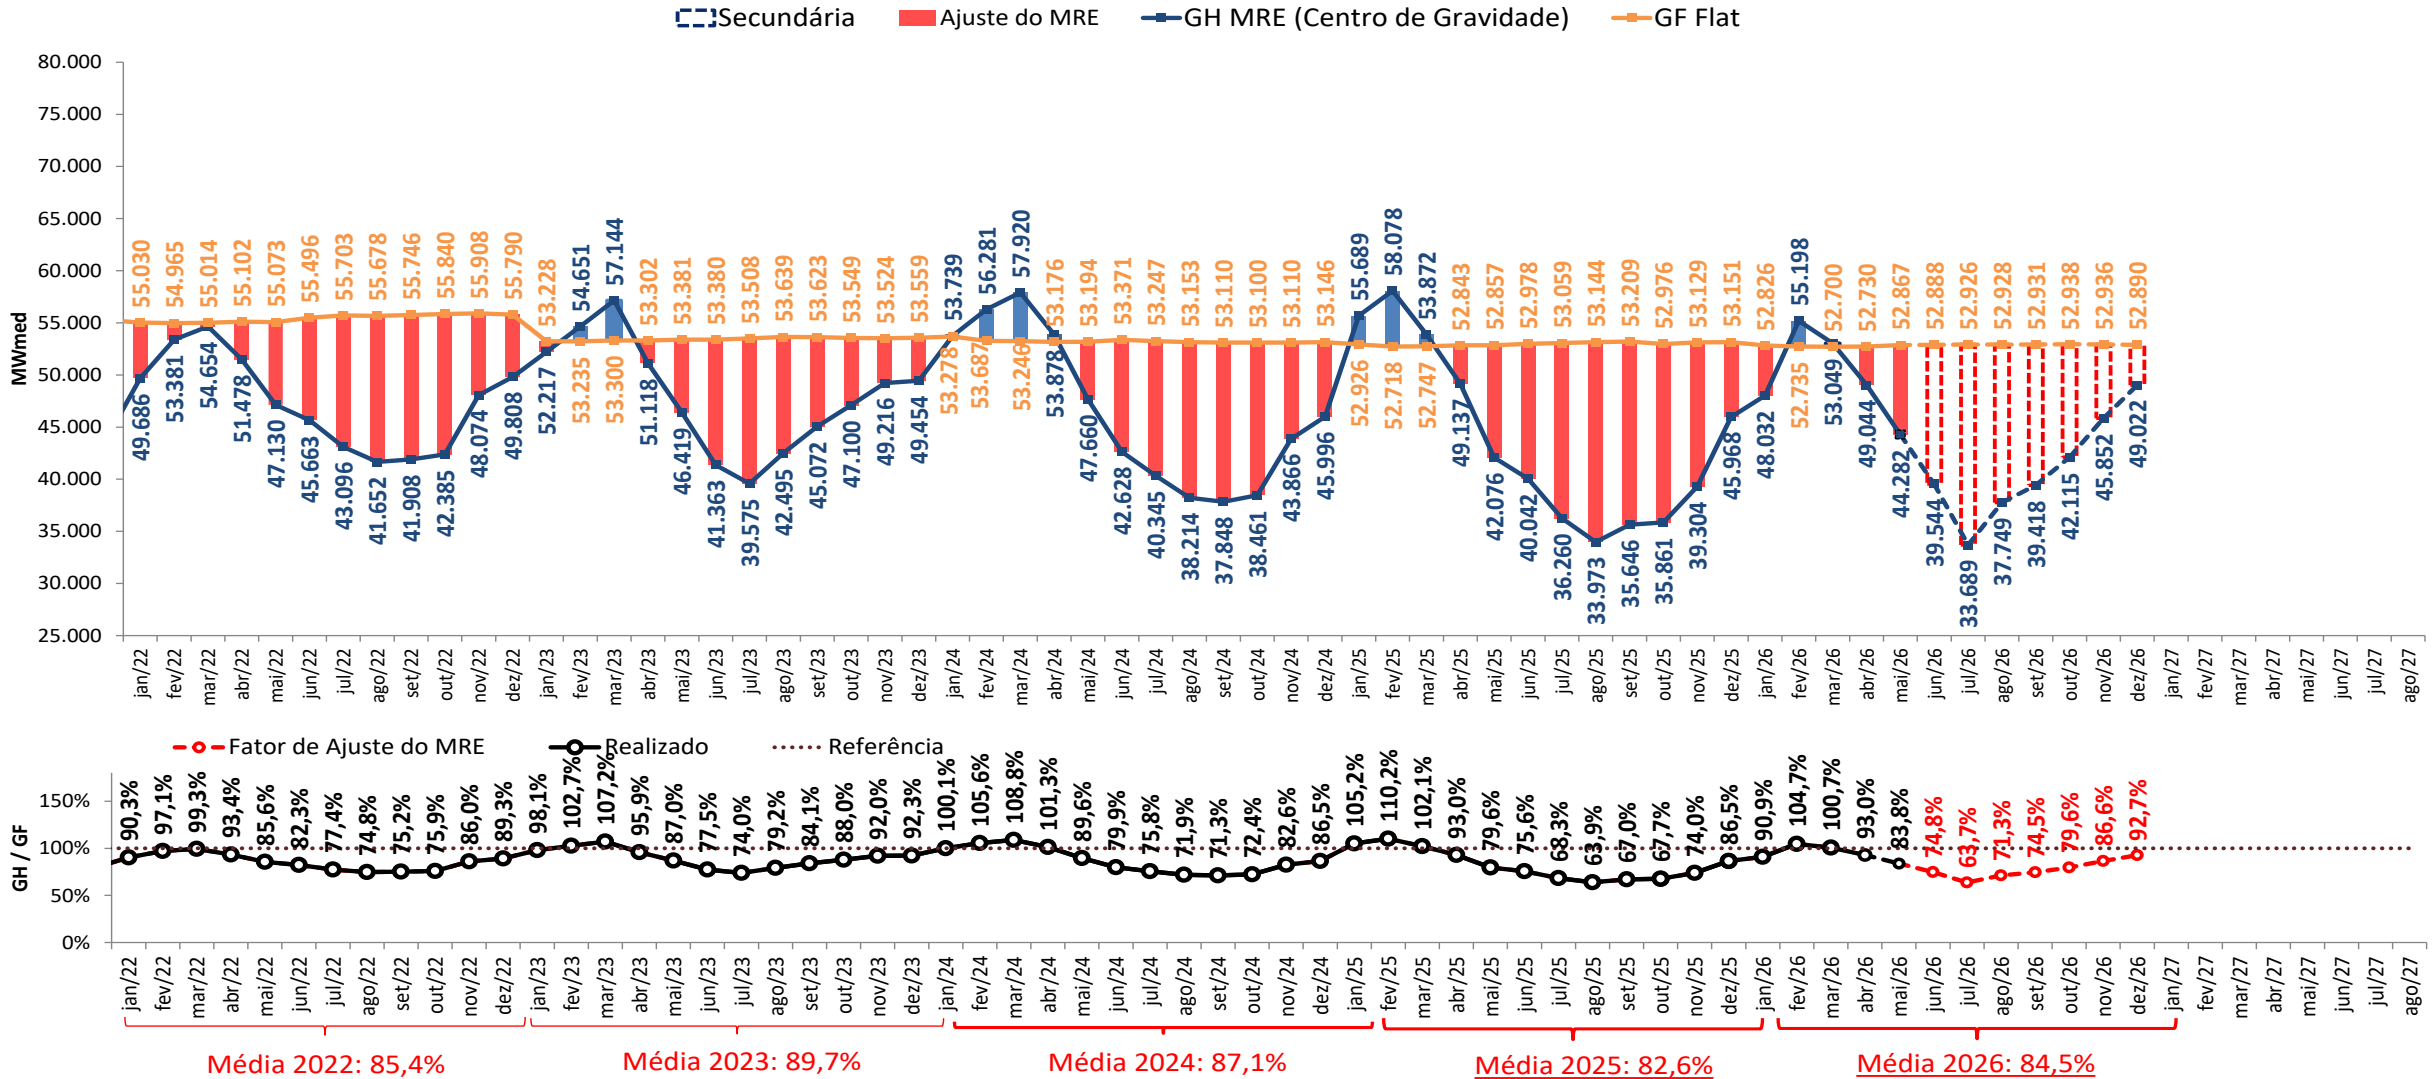 Secundária Ajuste do MRE GH MRE (Centro de Gravidade) GF Flat
MWmed
80.000
75.000
70.000
65.000
60.000
55.000
50.000
45.000
40.000
35.000
30.000
25.000
55.030 54.965 55.014 55.102 55.073 55.496 55.703 55.678 55.746 55.840 55.908 55.790 53.228 54.651 57.144 53.302 53.381 53.380 53.508 53.639 53.623 53.549 53.524 53.559 53.739 56.281 57.920 53.176 53.194 53.371 53.247 53.153 53.110 53.100 53.110 53.146 55.689 58.078 53.872 52.843 52.857 52.978 53.059 53.144 53.209 52.976 53.129 53.151 52.826 55.198 52.700 52.730 52.867 52.888 52.926 52.928 52.931 52.938 52.936 52.890
49.686 53.381 54.654 51.478 47.130 45.663 43.096 41.652 41.908 42.385 48.074 49.808 52.217 53.235 53.300 51.118 46.419 41.363 39.575 42.495 45.072 47.100 49.216 49.454 53.278 53.687 53.246 53.878 47.660 42.628 40.345 38.214 37.848 38.461 43.866 45.996 52.926 52.718 52.747 49.137 42.076 40.042 36.260 33.973 35.646 35.861 39.304 45.968 48.032 52.735 53.049 49.044 44.282 39.544 33.689 37.749 39.418 42.115 45.852 49.022
jan/22 fev/22 mar/22 abr/22 mai/22 jun/22 jul/22 ago/22 set/22 out/22 nov/22 dez/22 jan/23 fev/23 mar/23 abr/23 mai/23 jun/23 jul/23 ago/23 set/23 out/23 nov/23 dez/23 jan/24 fev/24 mar/24 abr/24 mai/24 jun/24 jul/24 ago/24 set/24 out/24 nov/24 dez/24 jan/25 fev/25 mar/25 abr/25 mai/25 jun/25 jul/25 ago/25 set/25 out/25 nov/25 dez/25 jan/26 fev/26 mar/26 abr/26 mai/26 jun/26 jul/26 ago/26 set/26 out/26 nov/26 dez/26 jan/27 fev/27 mar/27 abr/27 mai/27 jun/27 jul/27 ago/27
Fator de Ajuste do MRE Realizado Referência
GH / GF
150%
100%
50%
0%
90,3% 97,1% 99,3% 93,4% 85,6% 82,3% 77,4% 74,8% 75,2% 75,9% 86,0% 89,3% 98,1% 102,7% 107,2% 95,9% 87,0% 77,5% 74,0% 79,2% 84,1% 88,0% 92,0% 92,3% 100,1% 105,6% 108,8% 101,3% 89,6% 79,9% 75,8% 71,9% 71,3% 72,4% 82,6% 86,5% 105,2% 110,2% 102,1% 93,0% 79,6% 75,6% 68,3% 63,9% 67,0% 67,7% 74,0% 86,5% 90,9% 104,7% 100,7% 93,0% 83,8% 74,8% 63,7% 71,3% 74,5% 79,6% 86,6% 92,7%
jan/22 fev/22 mar/22 abr/22 mai/22 jun/22 jul/22 ago/22 set/22 out/22 nov/22 dez/22 jan/23 fev/23 mar/23 abr/23 mai/23 jun/23 jul/23 ago/23 set/23 out/23 nov/23 dez/23 jan/24 fev/24 mar/24 abr/24 mai/24 jun/24 jul/24 ago/24 set/24 out/24 nov/24 dez/24 jan/25 fev/25 mar/25 abr/25 mai/25 jun/25 jul/25 ago/25 set/25 out/25 nov/25 dez/25 jan/26 fev/26 mar/26 abr/26 mai/26 jun/26 jul/26 ago/26 set/26 out/26 nov/26 dez/26 jan/27 fev/27 mar/27 abr/27 mai/27 jun/27 jul/27 ago/27
Média 2022: 85,4% Média 2023: 89,7% Média 2024: 87,1% Média 2025: 82,6% Média 2026: 84,5%